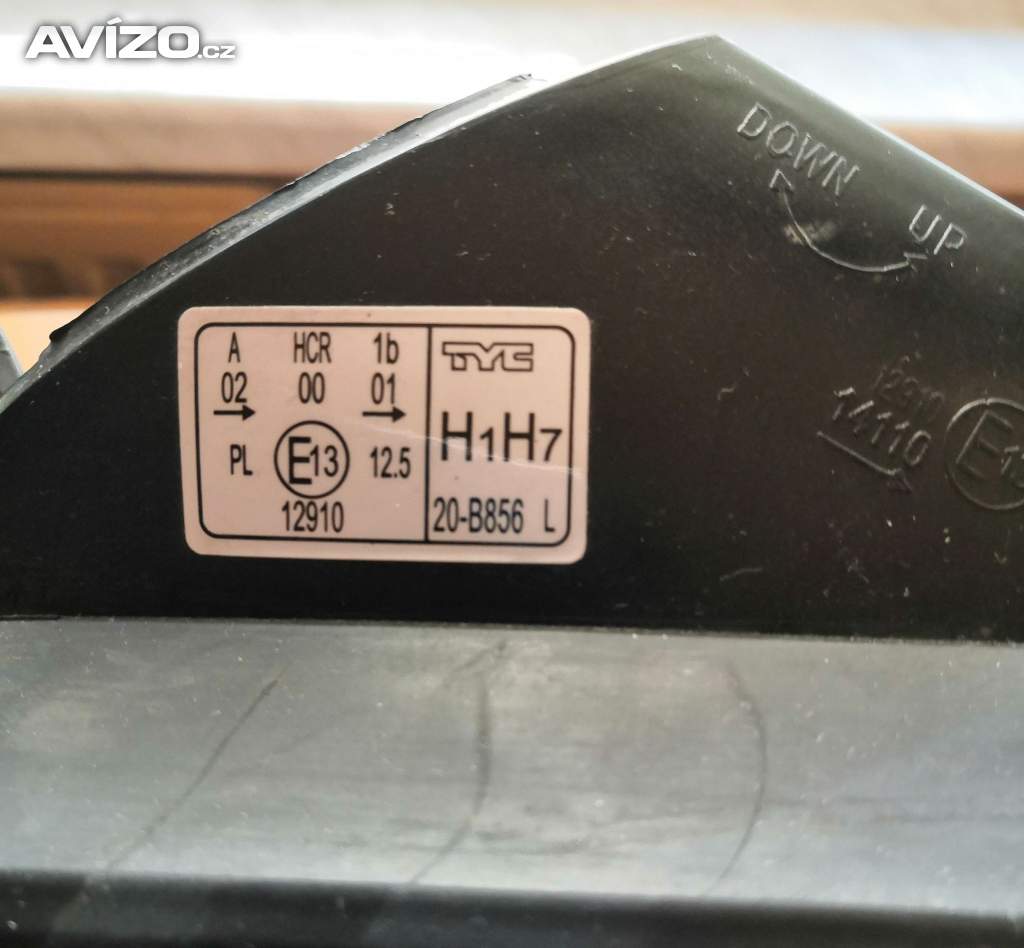 AVÍZO.cz
DOWN
UP
A HCR 1b
02 00 01
PL E13 12.5
12910
TYC
H1H7
20-B856 L
12910
14110
E